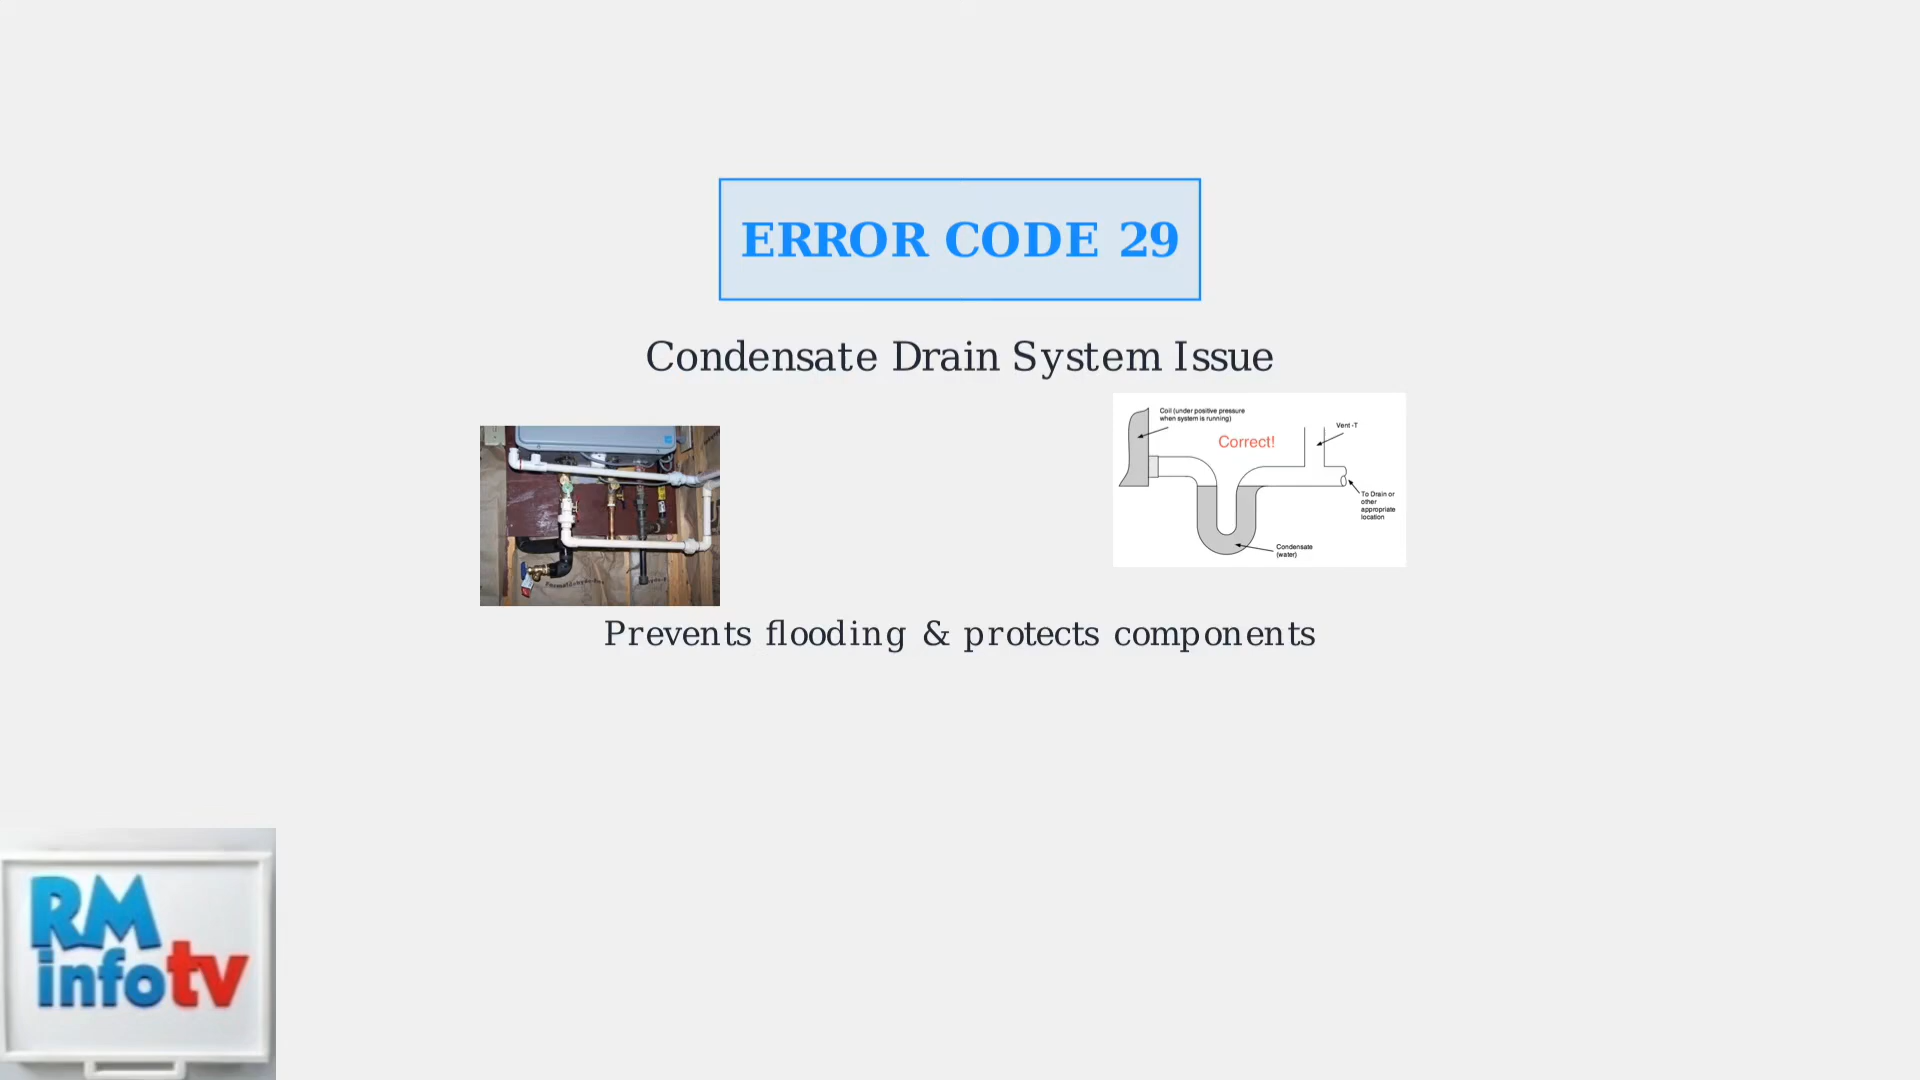 ERROR CODE 29
Condensate Drain System Issue
Coil (under positive pressure
when system is running)
Correct!
Vent -T
To Drain or
other
appropriate
location
Condensate
(water)
Prevents flooding & protects components
RM
infotv